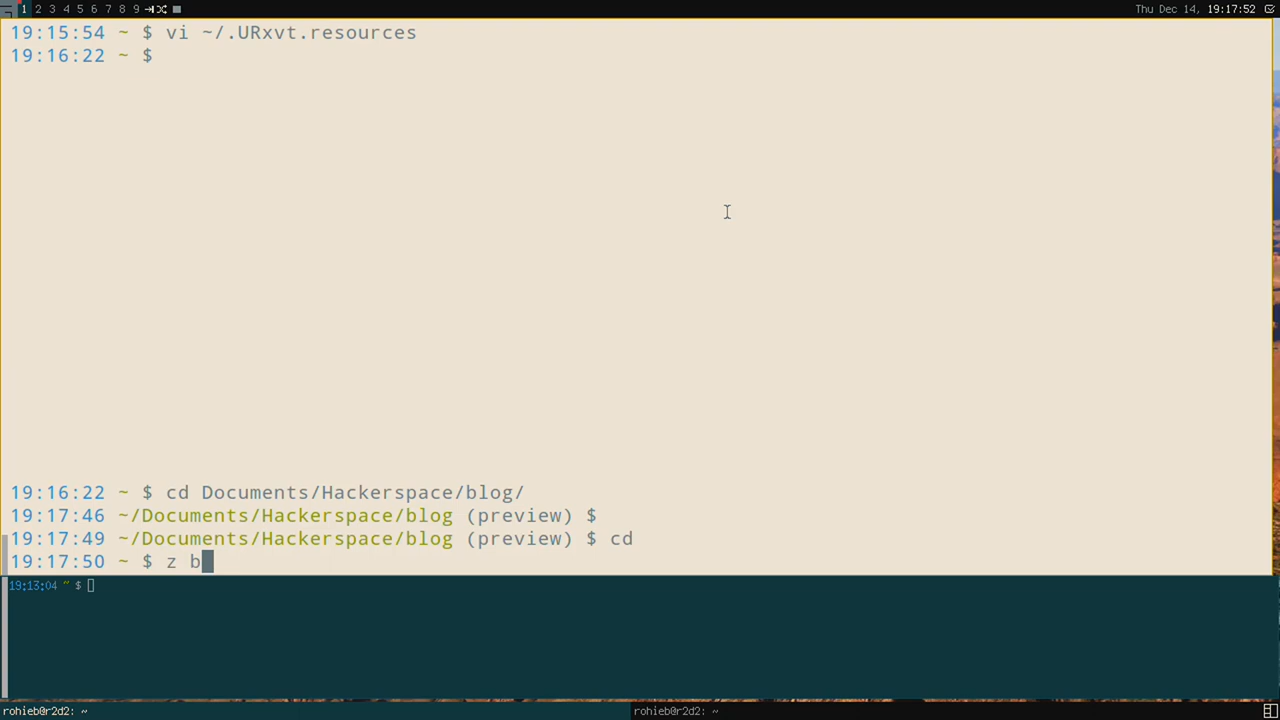 1 2 3 4 5 6 7 8 9
Thu Dec 14, 19:17:52
19:15:54 ~ $ vi ~/.URxvt.resources
19:16:22 ~ $
19:16:22 ~ $ cd Documents/Hackerspace/blog/
19:17:46 ~/Documents/Hackerspace/blog (preview) $
19:17:49 ~/Documents/Hackerspace/blog (preview) $ cd
19:17:50 ~ $ z b
19:13:04 ~ $
rohieb@r2d2: ~
rohieb@r2d2: ~